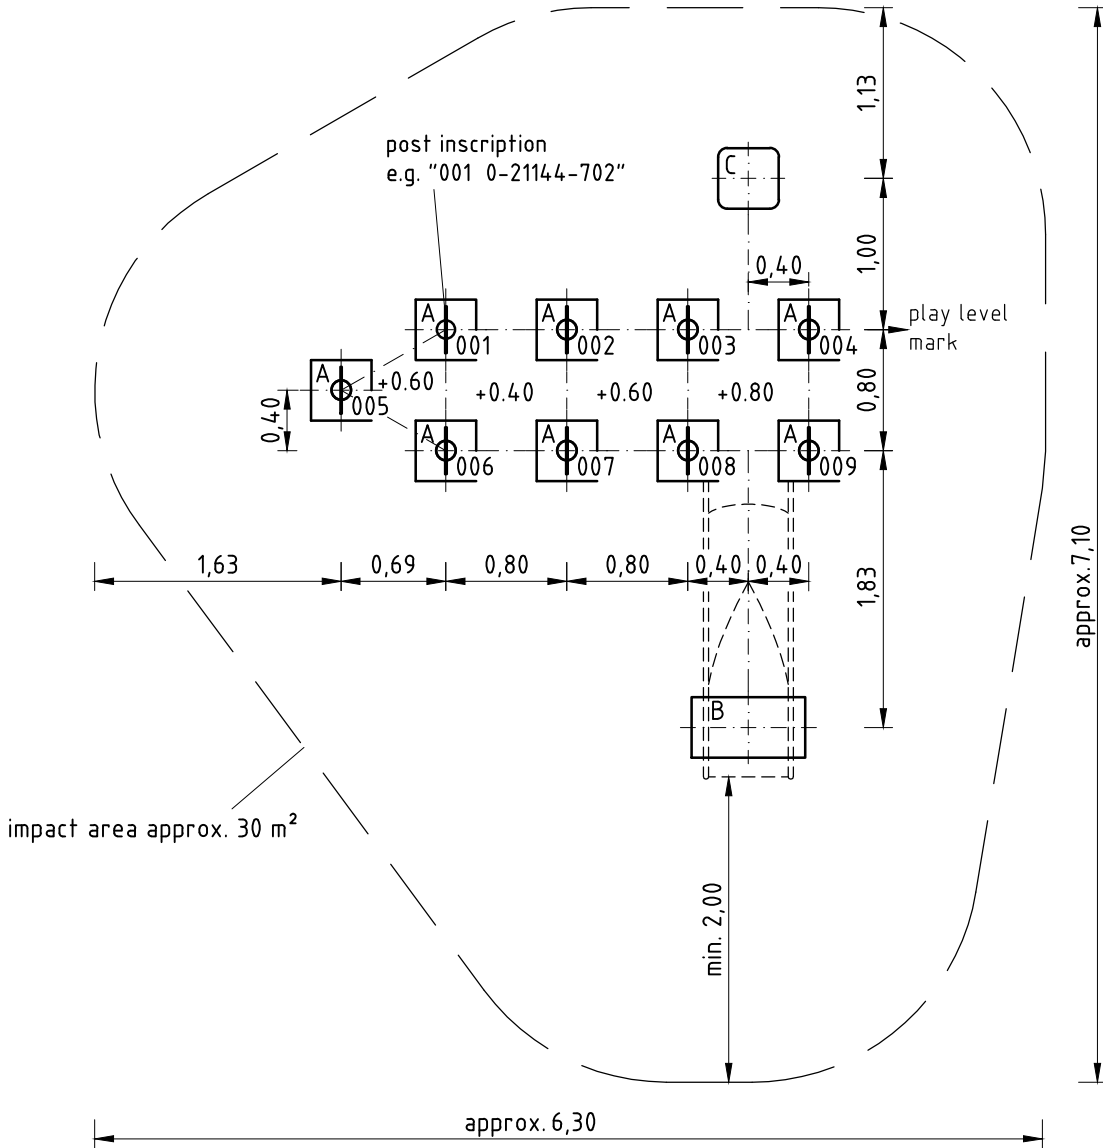 1,13
post inscription
e.g. "001 0-21144-702"
C
1,00
0,40
A
001
A
002
A
003
A
004
play level
mark
A
005
+0.60
+0.40
+0.60
+0.80
0,80
0,40
A
006
A
007
A
008
A
009
1,63
0,69
0,80
0,80
0,40
0,40
1,83
approx. 7,10
B
impact area approx. 30 m²
min. 2,00
approx. 6,30